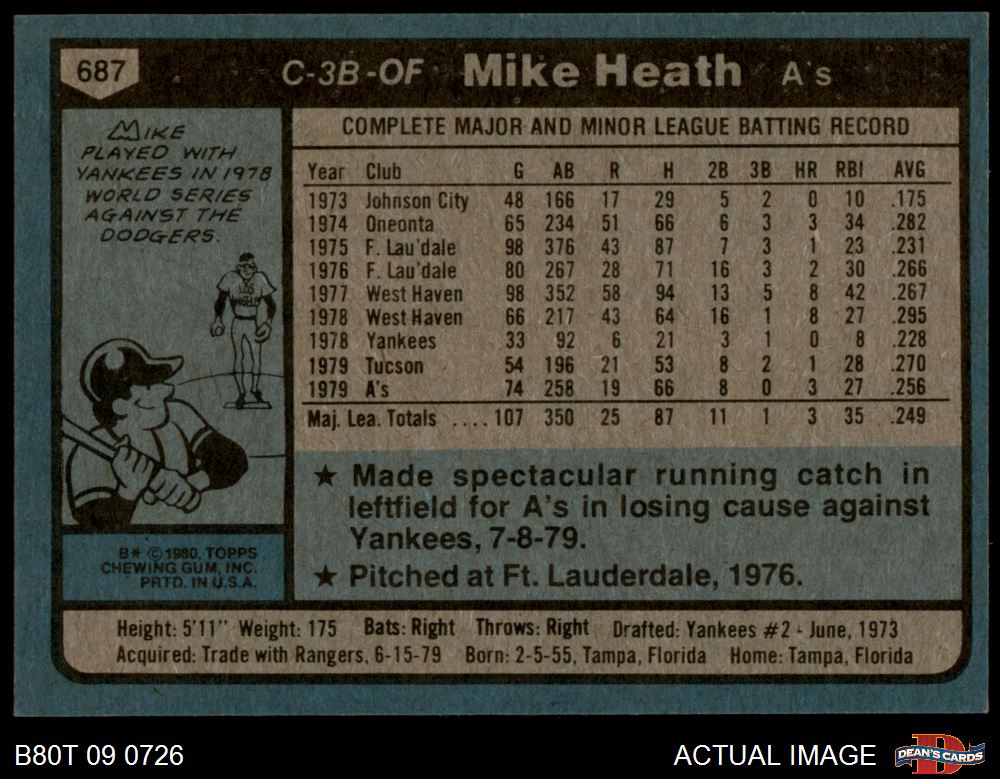 687 C-3B-OF Mike Heath A's
MIKE
PLAYED WITH
YANKEES IN 1978
WORLD SERIES
AGAINST THE
DODGERS.
LOS
ANGELES
B* © 1980, TOPPS
CHEWING GUM, INC.
PRTD. IN U.S.A.
COMPLETE MAJOR AND MINOR LEAGUE BATTING RECORD
Year Club G AB R H 2B 3B HR RBI AVG
1973 Johnson City 48 166 17 29 5 2 0 10 .175
1974 Oneonta 65 234 51 66 6 3 3 34 .282
1975 F. Lau'dale 98 376 43 87 7 3 1 23 .231
1976 F. Lau'dale 80 267 28 71 16 3 2 30 .266
1977 West Haven 98 352 58 94 13 5 8 42 .267
1978 West Haven 66 217 43 64 16 1 8 27 .295
1978 Yankees 33 92 6 21 3 1 0 8 .228
1979 Tucson 54 196 21 53 8 2 1 28 .270
1979 A's 74 258 19 66 8 0 3 27 .256
Maj. Lea. Totals .... 107 350 25 87 11 1 3 35 .249
★ Made spectacular running catch in
leftfield for A's in losing cause against
Yankees, 7-8-79.
★ Pitched at Ft. Lauderdale, 1976.
Height: 5'11" Weight: 175 Bats: Right Throws: Right Drafted: Yankees #2 - June, 1973
Acquired: Trade with Rangers, 6-15-79 Born: 2-5-55, Tampa, Florida Home: Tampa, Florida
B80T 09 0726 ACTUAL IMAGE D DEAN'S CARDS